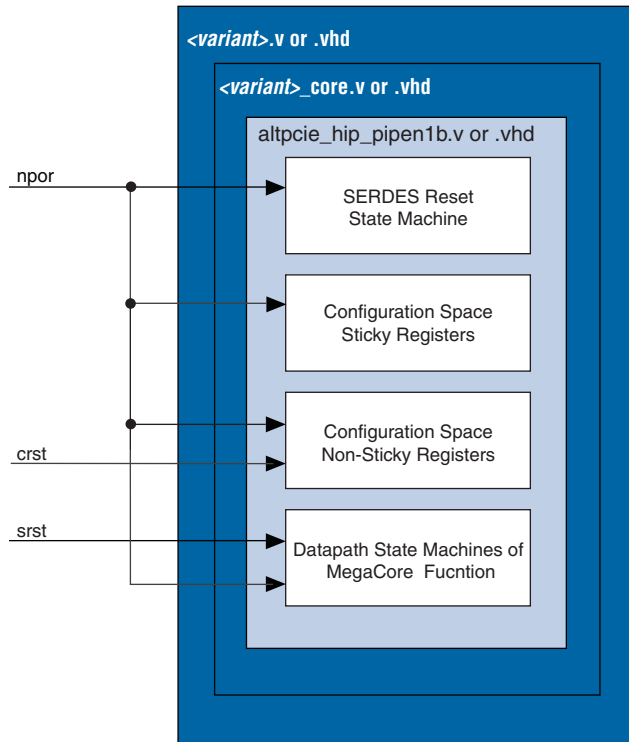 <variant>.v or .vhd
<variant>_core.v or .vhd
altpcie_hip_pipen1b.v or .vhd
npor
SERDES Reset
State Machine
Configuration Space
Sticky Registers
Configuration Space
Non-Sticky Registers
crst
srst
Datapath State Machines of
MegaCore Fucntion